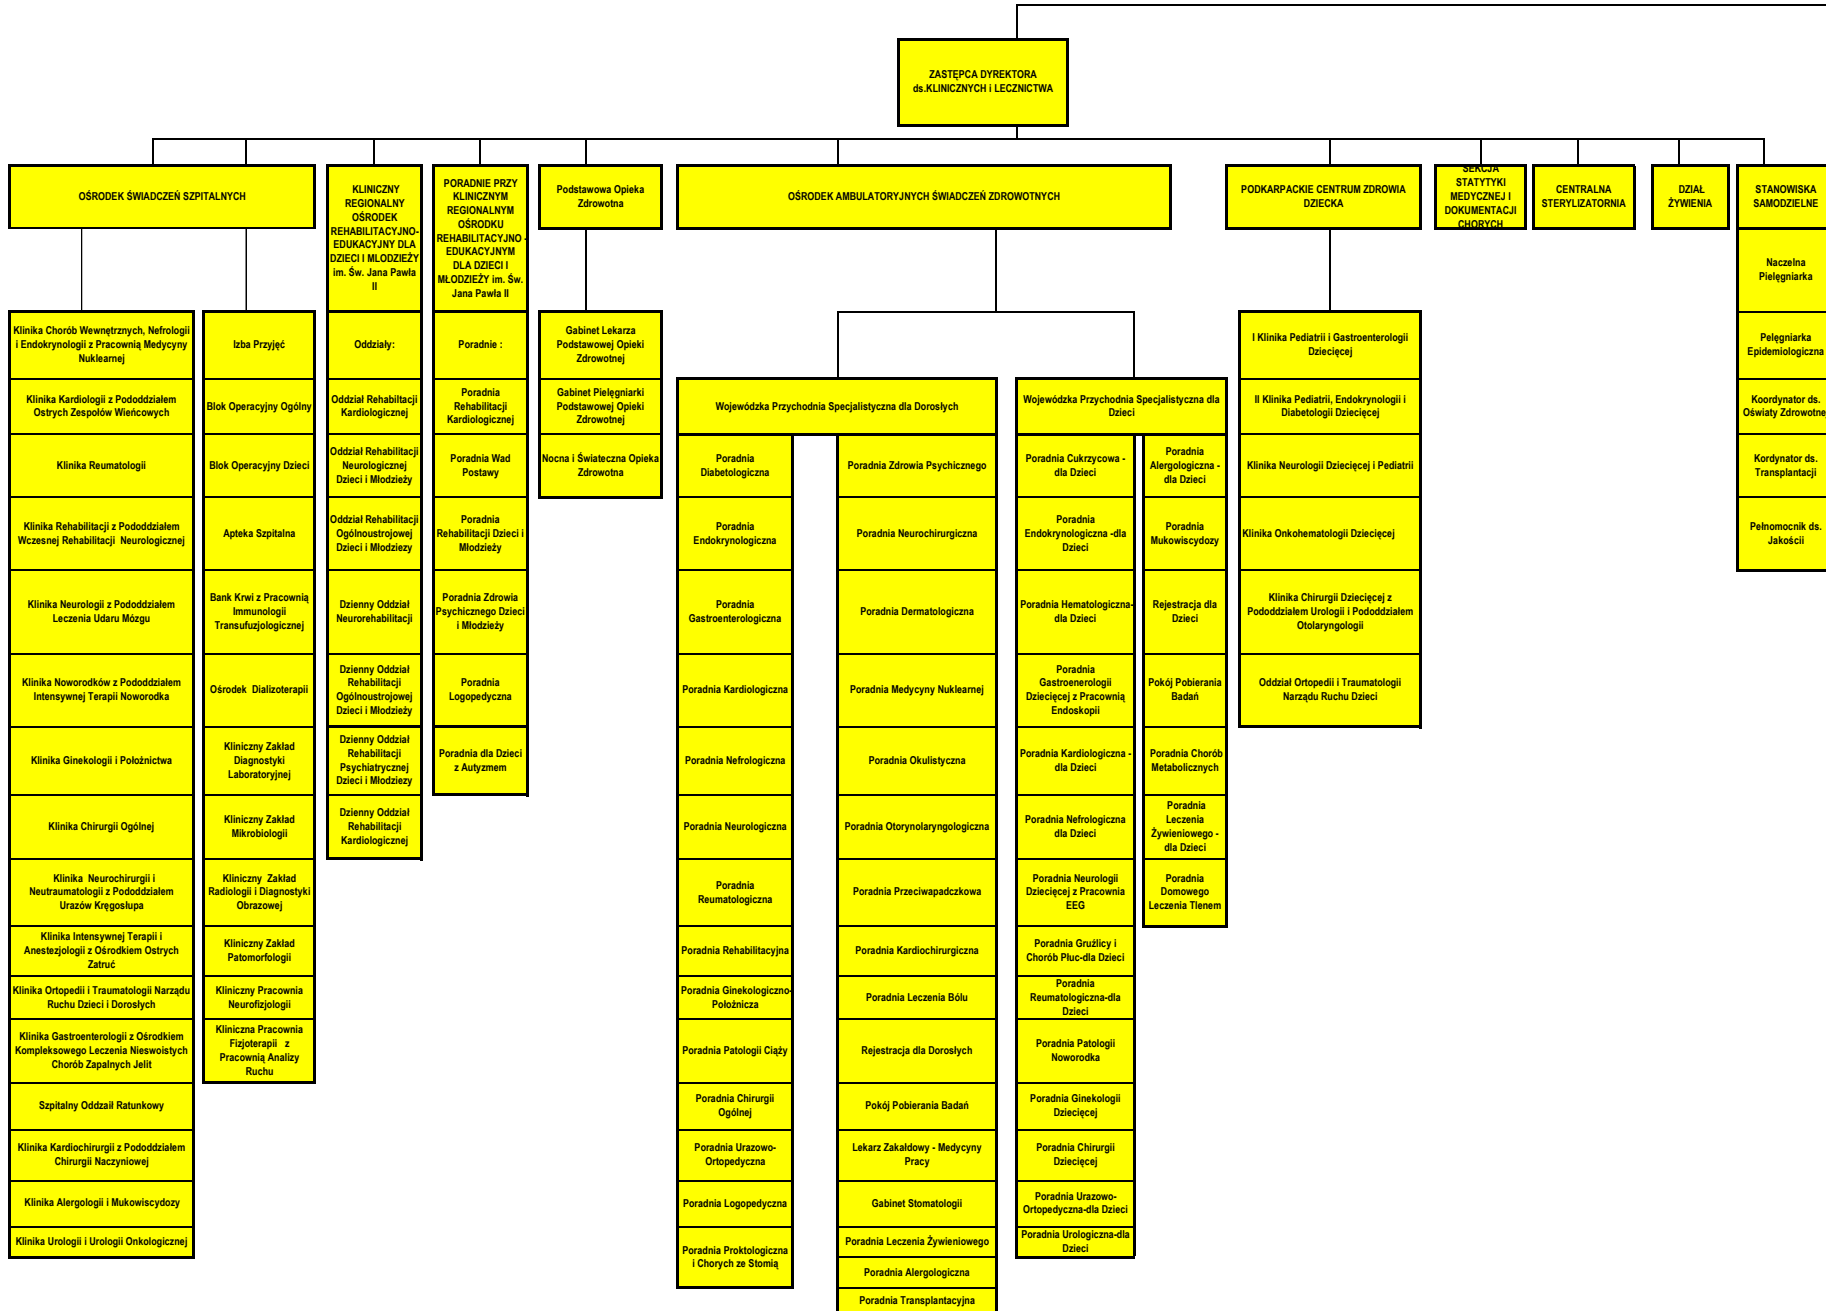 ZASTĘPCA DYREKTORA
ds.KLINICZNYCH i LECZNICTWA
OŚRODEK ŚWIADCZEŃ SZPITALNYCH
KLINICZNY
REGIONALNY
OŚRODEK
REHABILITACYJNO-
EDUKACYJNY DLA
DZIECI I MLODZIEŻY
im. Św. Jana Pawła
II
PORADNIE PRZY
KLINICZNYM
REGIONALNYM
OŚRODKU
REHABILITACYJNO -
EDUKACYJNYM
DLA DZIECI I
MŁODZIEŻY im. Św.
Jana Pawła II
Podstawowa Opieka
Zdrowotna
OŚRODEK AMBULATORYJNYCH ŚWIADCZEŃ ZDROWOTNYCH
PODKARPACKIE CENTRUM ZDROWIA
DZIECKA
SEKCJA
STATYTYKI
MEDYCZNEJ I
DOKUMENTACJI
CHORYCH
CENTRALNA
STERYLIZATORNIA
DZIAŁ
ŻYWIENIA
STANOWISKA
SAMODZIELNE
Klinika Chorób Wewnętrznych, Nefrologii
i Endokrynologii z Pracownią Medycyny
Nuklearnej
Klinika Kardiologii z Pododdziałem
Ostrych Zespołów Wieńcowych
Klinika Reumatologii
Klinika Rehabilitacji z Pododdziałem
Wczesnej Rehabilitacji Neurologicznej
Klinika Neurologii z Pododdziałem
Leczenia Udaru Mózgu
Klinika Noworodków z Pododdziałem
Intensywnej Terapii Noworodka
Klinika Ginekologii i Położnictwa
Klinika Chirurgii Ogólnej
Klinika Neurochirurgii i
Neutraumatologii z Pododdziałem
Urazów Kręgosłupa
Klinika Intensywnej Terapii i
Anestezjologii z Ośrodkiem Ostrych
Zatruć
Klinika Ortopedii i Traumatologii Narządu
Ruchu Dzieci i Dorosłych
Klinika Gastroenterologii z Ośrodkiem
Kompleksowego Leczenia Nieswoistych
Chorób Zapalnych Jelit
Szpitalny Oddzaił Ratunkowy
Klinika Kardiochirurgii z Pododdziałem
Chirurgii Naczyniowej
Klinika Alergologii i Mukowiscydozy
Klinika Urologii i Urologii Onkologicznej
Izba Przyjęć
Blok Operacyjny Ogólny
Blok Operacyjny Dzieci
Apteka Szpitalna
Bank Krwi z Pracownią
Immunologii
Transufuzjologicznej
Ośrodek Dializoterapii
Kliniczny Zakład
Diagnostyki
Laboratoryjnej
Kliniczny Zakład
Mikrobiologii
Kliniczny Zakład
Radiologii i Diagnostyki
Obrazowej
Kliniczny Zakład
Patomorfologii
Kliniczny Pracownia
Neurofizjologii
Kliniczna Pracownia
Fizjoterapii z
Pracownią Analizy
Ruchu
Oddziały:
Oddział Rehabiltacji
Kardiologicznej
Oddział Rehabilitacji
Neurologicznej
Dzieci i Młodzieży
Oddział Rehabilitacji
Ogólnoustrojowej
Dzieci i Młodziezy
Dzienny Oddział
Neurorehabilitacji
Dzienny Oddział
Rehabilitacji
Ogólnoustrojowej
Dzieci i Młodzieży
Dzienny Oddział
Rehabilitacji
Psychiatrycznej
Dzieci i Młodziezy
Dzienny Oddział
Rehabilitacji
Kardiologicznej
Poradnie :
Poradnia
Rehabilitacji
Kardiologicznej
Poradnia Wad
Postawy
Poradnia
Rehabilitacji Dzieci i
Młodzieży
Poradnia Zdrowia
Psychicznego Dzieci
i Młodzieży
Poradnia
Logopedyczna
Poradnia dla Dzieci
z Autyzmem
Gabinet Lekarza
Podstawowej Opieki
Zdrowotnej
Gabinet Pielęgniarki
Podstawowej Opieki
Zdrowotnej
Nocna i Świateczna Opieka
Zdrowotna
Wojewódzka Przychodnia Specjalistyczna dla Dorosłych
Poradnia
Diabetologiczna
Poradnia
Endokrynologiczna
Poradnia
Gastroenterologiczna
Poradnia Kardiologiczna
Poradnia Nefrologiczna
Poradnia Neurologiczna
Poradnia
Reumatologiczna
Poradnia Rehabilitacyjna
Poradnia Ginekologiczno-
Położnicza
Poradnia Patologii Ciąży
Poradnia Chirurgii
Ogólnej
Poradnia Urazowo-
Ortopedyczna
Poradnia Logopedyczna
Poradnia Proktologiczna
i Chorych ze Stomią
Poradnia Zdrowia Psychicznego
Poradnia Neurochirurgiczna
Poradnia Dermatologiczna
Poradnia Medycyny Nuklearnej
Poradnia Okulistyczna
Poradnia Otorynolaryngologiczna
Poradnia Przeciwapadczkowa
Poradnia Kardiochirurgiczna
Poradnia Leczenia Bólu
Rejestracja dla Dorosłych
Pokój Pobierania Badań
Lekarz Zakałdowy - Medycyny
Pracy
Gabinet Stomatologii
Poradnia Leczenia Żywieniowego
Poradnia Alergologiczna
Poradnia Transplantacyjna
Wojewódzka Przychodnia Specjalistyczna dla
Dzieci
Poradnia Cukrzycowa -
dla Dzieci
Poradnia
Endokrynologiczna -dla
Dzieci
Poradnia Hematologiczna-
dla Dzieci
Poradnia
Gastroenerologii
Dziecięcej z Pracownią
Endoskopii
Poradnia Kardiologiczna -
dla Dzieci
Poradnia Nefrologiczna
dla Dzieci
Poradnia Neurologii
Dziecięcej z Pracownia
EEG
Poradnia Gruźlicy i
Chorób Płuc-dla Dzieci
Poradnia
Reumatologiczna-dla
Dzieci
Poradnia Patologii
Noworodka
Poradnia Ginekologii
Dziecięcej
Poradnia Chirurgii
Dziecięcej
Poradnia Urazowo-
Ortopedyczna-dla Dzieci
Poradnia Urologiczna-dla
Dzieci
Poradnia
Alergologiczna -
dla Dzieci
Poradnia
Mukowiscydozy
Rejestracja dla
Dzieci
Pokój Pobierania
Badań
Poradnia Chorób
Metabolicznych
Poradnia
Leczenia
Żywieniowego -
dla Dzieci
Poradnia
Domowego
Leczenia Tlenem
I Klinika Pediatrii i Gastroenterologii
Dziecięcej
II Klinika Pediatrii, Endokrynologii i
Diabetologii Dziecięcej
Klinika Neurologii Dziecięcej i Pediatrii
Klinika Onkohematologii Dziecięcej
Klinika Chirurgii Dziecięcej z
Pododdziałem Urologii i Pododdziałem
Otolaryngologii
Oddział Ortopedii i Traumatologii
Narządu Ruchu Dzieci
Naczelna
Pielęgniarka
Pelęgniarka
Epidemiologiczna
Koordynator ds.
Oświaty Zdrowotnej
Kordynator ds.
Transplantacji
Pełnomocnik ds.
Jakościi